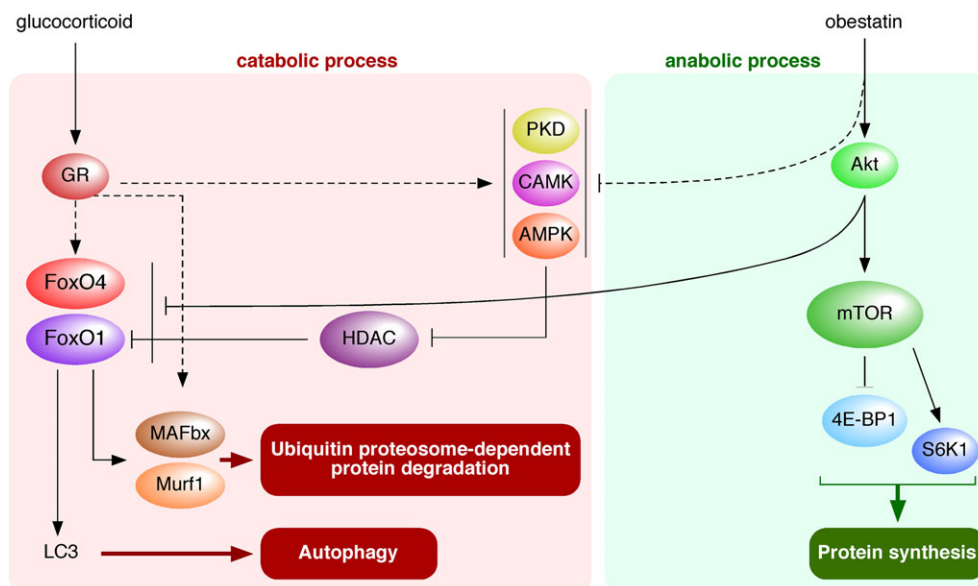 glucocorticoid
obestatin
catabolic process
anabolic process
PKD
GR
CAMK
Akt
AMPK
FoxO4
mTOR
FoxO1
HDAC
MAFbx
4E-BP1
Ubiquitin proteosome-dependent
protein degradation
S6K1
Murf1
LC3
Autophagy
Protein synthesis